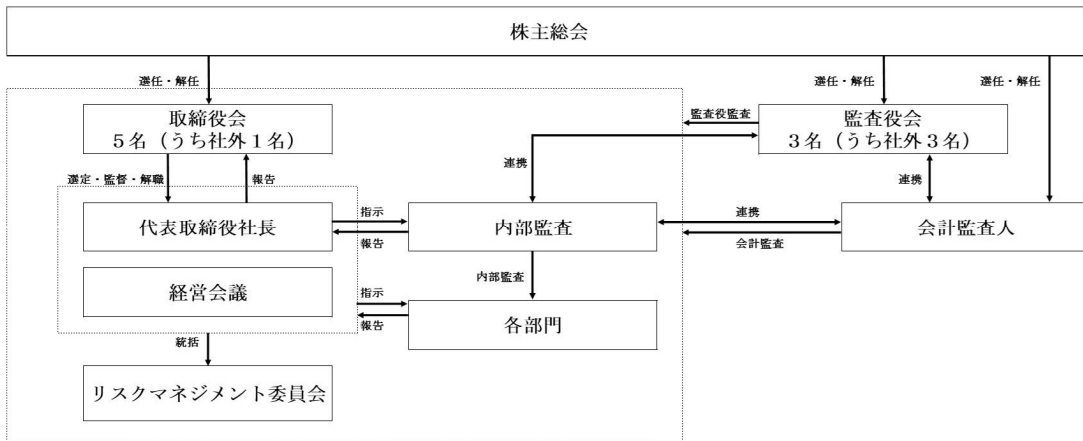 株主総会
選任・解任
選任・解任
選任・解任
取締役会
5名（うち社外1名）
監査役監査
監査役会
3名（うち社外3名）
連携
連携
選定・監督・解職
報告
代表取締役社長
指示
報告
内部監査
連携
会計監査
会計監査人
内部監査
経営会議
指示
報告
各部門
統括
リスクマネジメント委員会